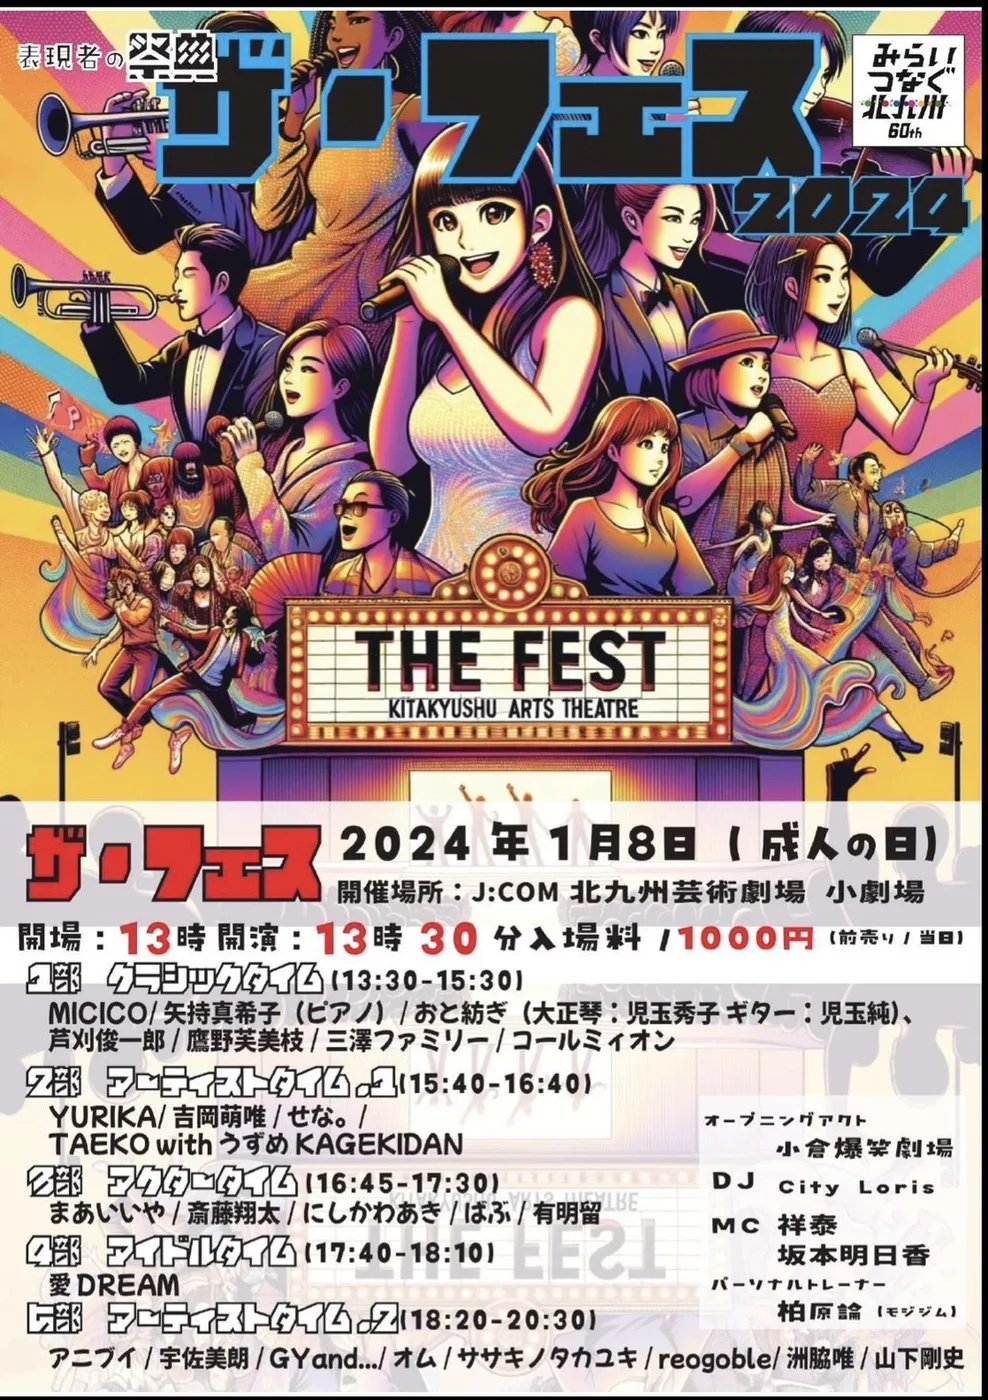 表現者の祭典
ザ・フェス
2024
みらい
つなぐ
北九州
60th
THE FEST
KITAKYUSHU ARTS THEATRE
ザ・フェス
2024年1月8日(成人の日)
開催場所:J:COM 北九州芸術劇場 小劇場
開場:13時 開演:13時30分 入場料/1000円(前売り/当日)
1部 クラシックタイム(13:30-15:30)
MICICO/矢持真希子(ピアノ)/おと紡ぎ(大正琴:児玉秀子 ギター:児玉純)、
芦刈俊一郎/鷹野芙美枝/三澤ファミリー/コールミィオン
2部 アーティストタイム.1(15:40-16:40)
YURIKA/吉岡萌唯/せな。/
TAEKO with うずめ KAGEKIDAN
3部 アクタータイム(16:45-17:30)
まあいいや/斎藤翔太/にしかわあき/はぶ/有明留
4部 アイドルタイム(17:40-18:10)
愛DREAM
5部 アーティストタイム.2(18:20-20:30)
アニブイ/宇佐美朗/GYand.../オム/ササキノタカユキ/reogoble/洲脇唯/山下剛史
オープニングアクト
小倉爆笑劇場
DJ City Loris
MC 祥泰
坂本明日香
パーソナルトレーナー
柏原諭(モジジム)
THE FEST
KITAKYUSHU ARTS THEATRE